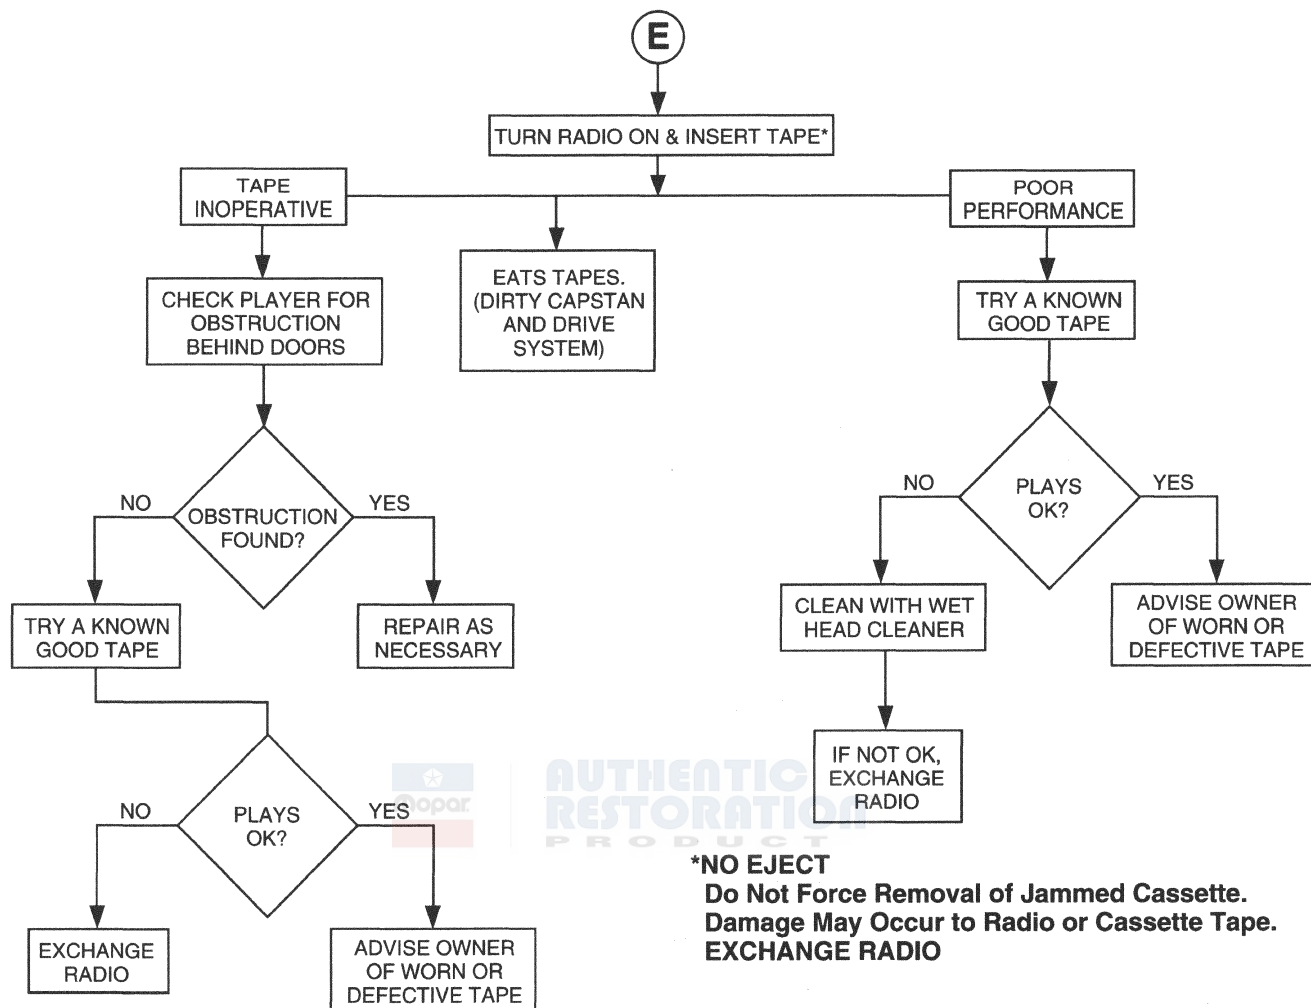 E
TURN RADIO ON & INSERT TAPE*
TAPE
INOPERATIVE
POOR
PERFORMANCE
CHECK PLAYER FOR
OBSTRUCTION
BEHIND DOORS
EATS TAPES.
(DIRTY CAPSTAN
AND DRIVE
SYSTEM)
TRY A KNOWN
GOOD TAPE
NO
OBSTRUCTION
FOUND?
YES
NO
PLAYS
OK?
YES
TRY A KNOWN
GOOD TAPE
REPAIR AS
NECESSARY
CLEAN WITH WET
HEAD CLEANER
ADVISE OWNER
OF WORN OR
DEFECTIVE TAPE
IF NOT OK,
EXCHANGE
RADIO
NO
PLAYS
OK?
YES
Mopar
AUTHENTIC
RESTORATION
PRODUCT
EXCHANGE
RADIO
ADVISE OWNER
OF WORN OR
DEFECTIVE TAPE
*NO EJECT
Do Not Force Removal of Jammed Cassette.
Damage May Occur to Radio or Cassette Tape.
EXCHANGE RADIO